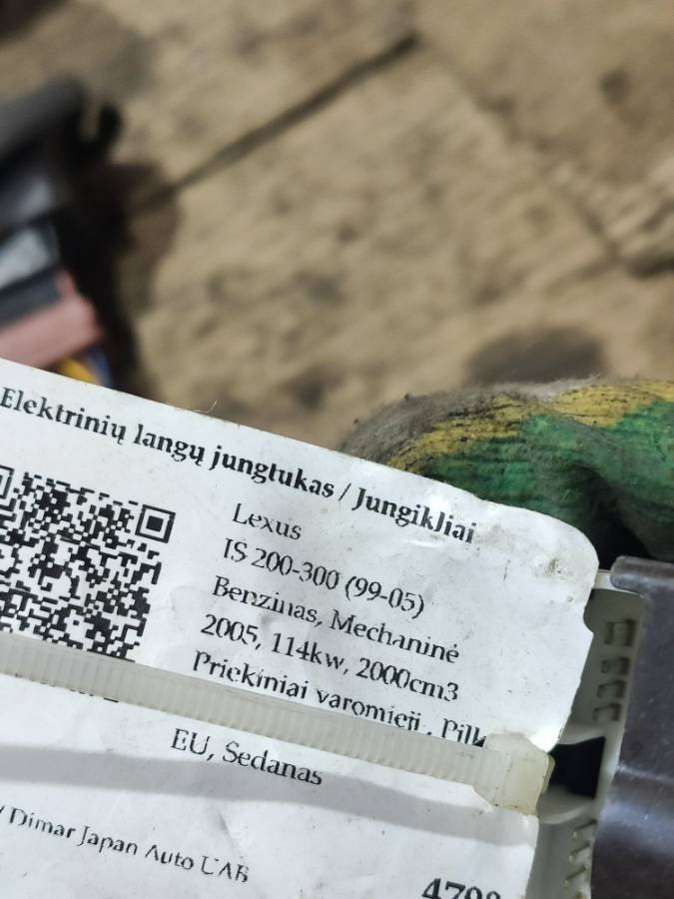 Elektrinių langų jungtukas / Jungikliai
Lexus
IS 200-300 (99-05)
Benzinas, Mechaninė
2005, 114kw, 2000cm3
Priekiniai varomieji , Pilk
EU, Sedanas
/ Dimar Japan Auto UAB